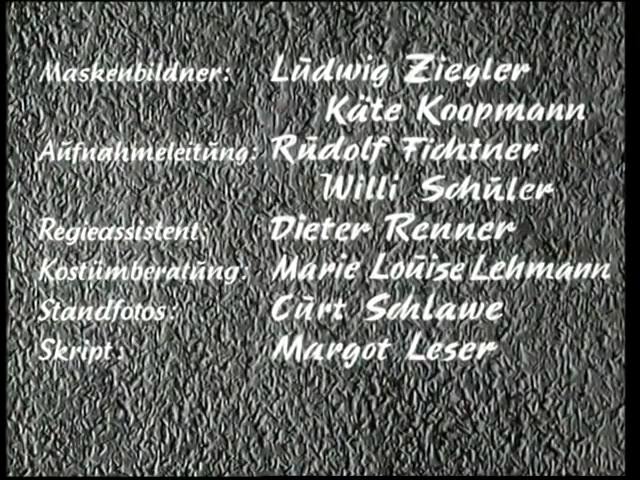 Maskenbildner: Ludwig Ziegler
Käte Koopmann
Aufnahmeleitung: Rudolf Fichtner
Willi Schüler
Regieassistent: Dieter Renner
Kostümberatung: Marie Louise Lehmann
Standfotos: Curt Schlawe
Skript: Margot Leser